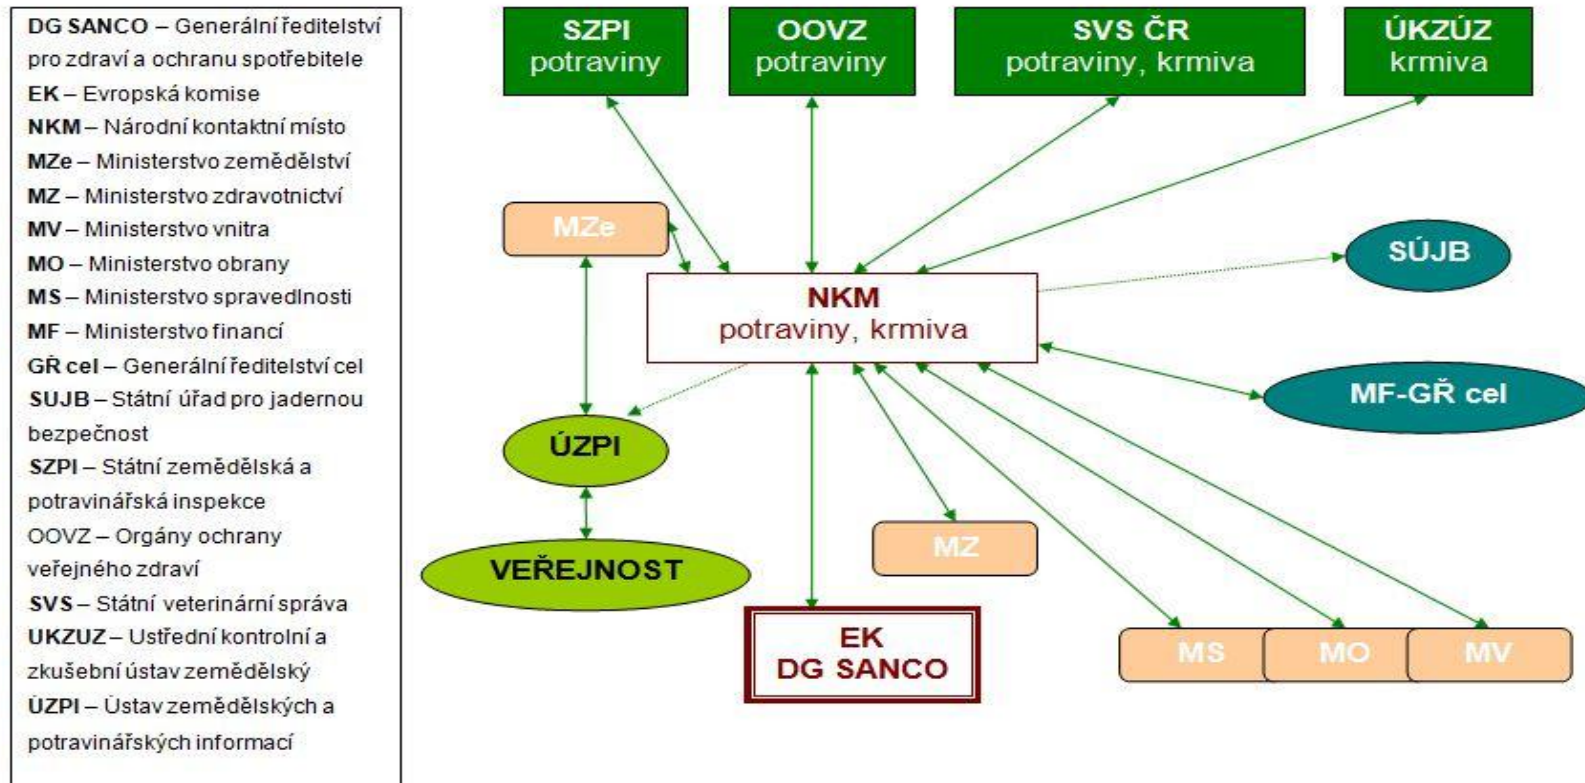 DG SANCO – Generální ředitelství
pro zdraví a ochranu spotřebitele
EK – Evropská komise
NKM – Národní kontaktní místo
MZe – Ministerstvo zemědělství
MZ – Ministerstvo zdravotnictví
MV – Ministerstvo vnitra
MO – Ministerstvo obrany
MS – Ministerstvo spravedlnosti
MF – Ministerstvo financí
GŘ cel – Generální ředitelství cel
SUJB – Státní úřad pro jadernou
bezpečnost
SZPI – Státní zemědělská a
potravinářská inspekce
OOVZ – Orgány ochrany
veřejného zdraví
SVS – Státní veterinární správa
UKZUZ – Ustřední kontrolní a
zkušební ústav zemědělský
ÚZPI – Ústav zemědělských a
potravinářských informací
SZPI
potraviny
OOVZ
potraviny
SVS ČR
potraviny, krmiva
ÚKZÚZ
krmiva
MZe
SÚJB
NKM
potraviny, krmiva
MF-GŘ cel
ÚZPI
MZ
VEŘEJNOST
EK
DG SANCO
MS
MO
MV